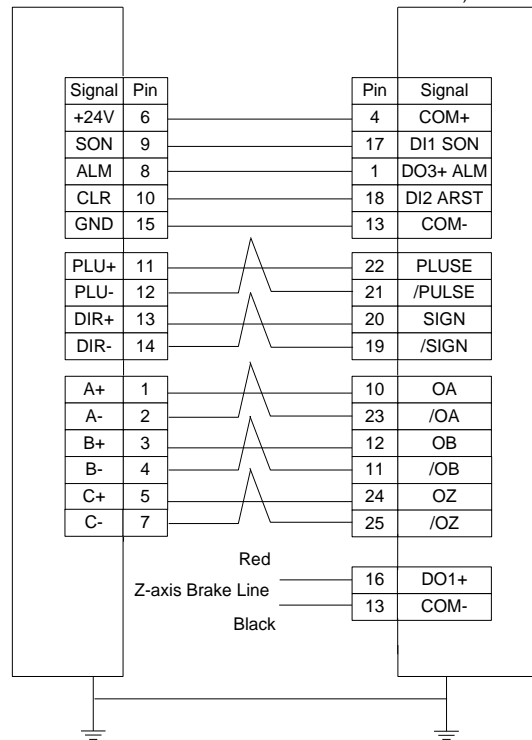 Signal Pin Pin Signal
+24V 6 4 COM+
SON 9 17 DI1 SON
ALM 8 1 DO3+ ALM
CLR 10 18 DI2 ARST
GND 15 13 COM-
PLU+ 11 22 PLUSE
PLU- 12 21 /PULSE
DIR+ 13 20 SIGN
DIR- 14 19 /SIGN
A+ 1 10 OA
A- 2 23 /OA
B+ 3 12 OB
B- 4 11 /OB
C+ 5 24 OZ
C- 7 25 /OZ
Red
Z-axis Brake Line
Black
16 DO1+
13 COM-